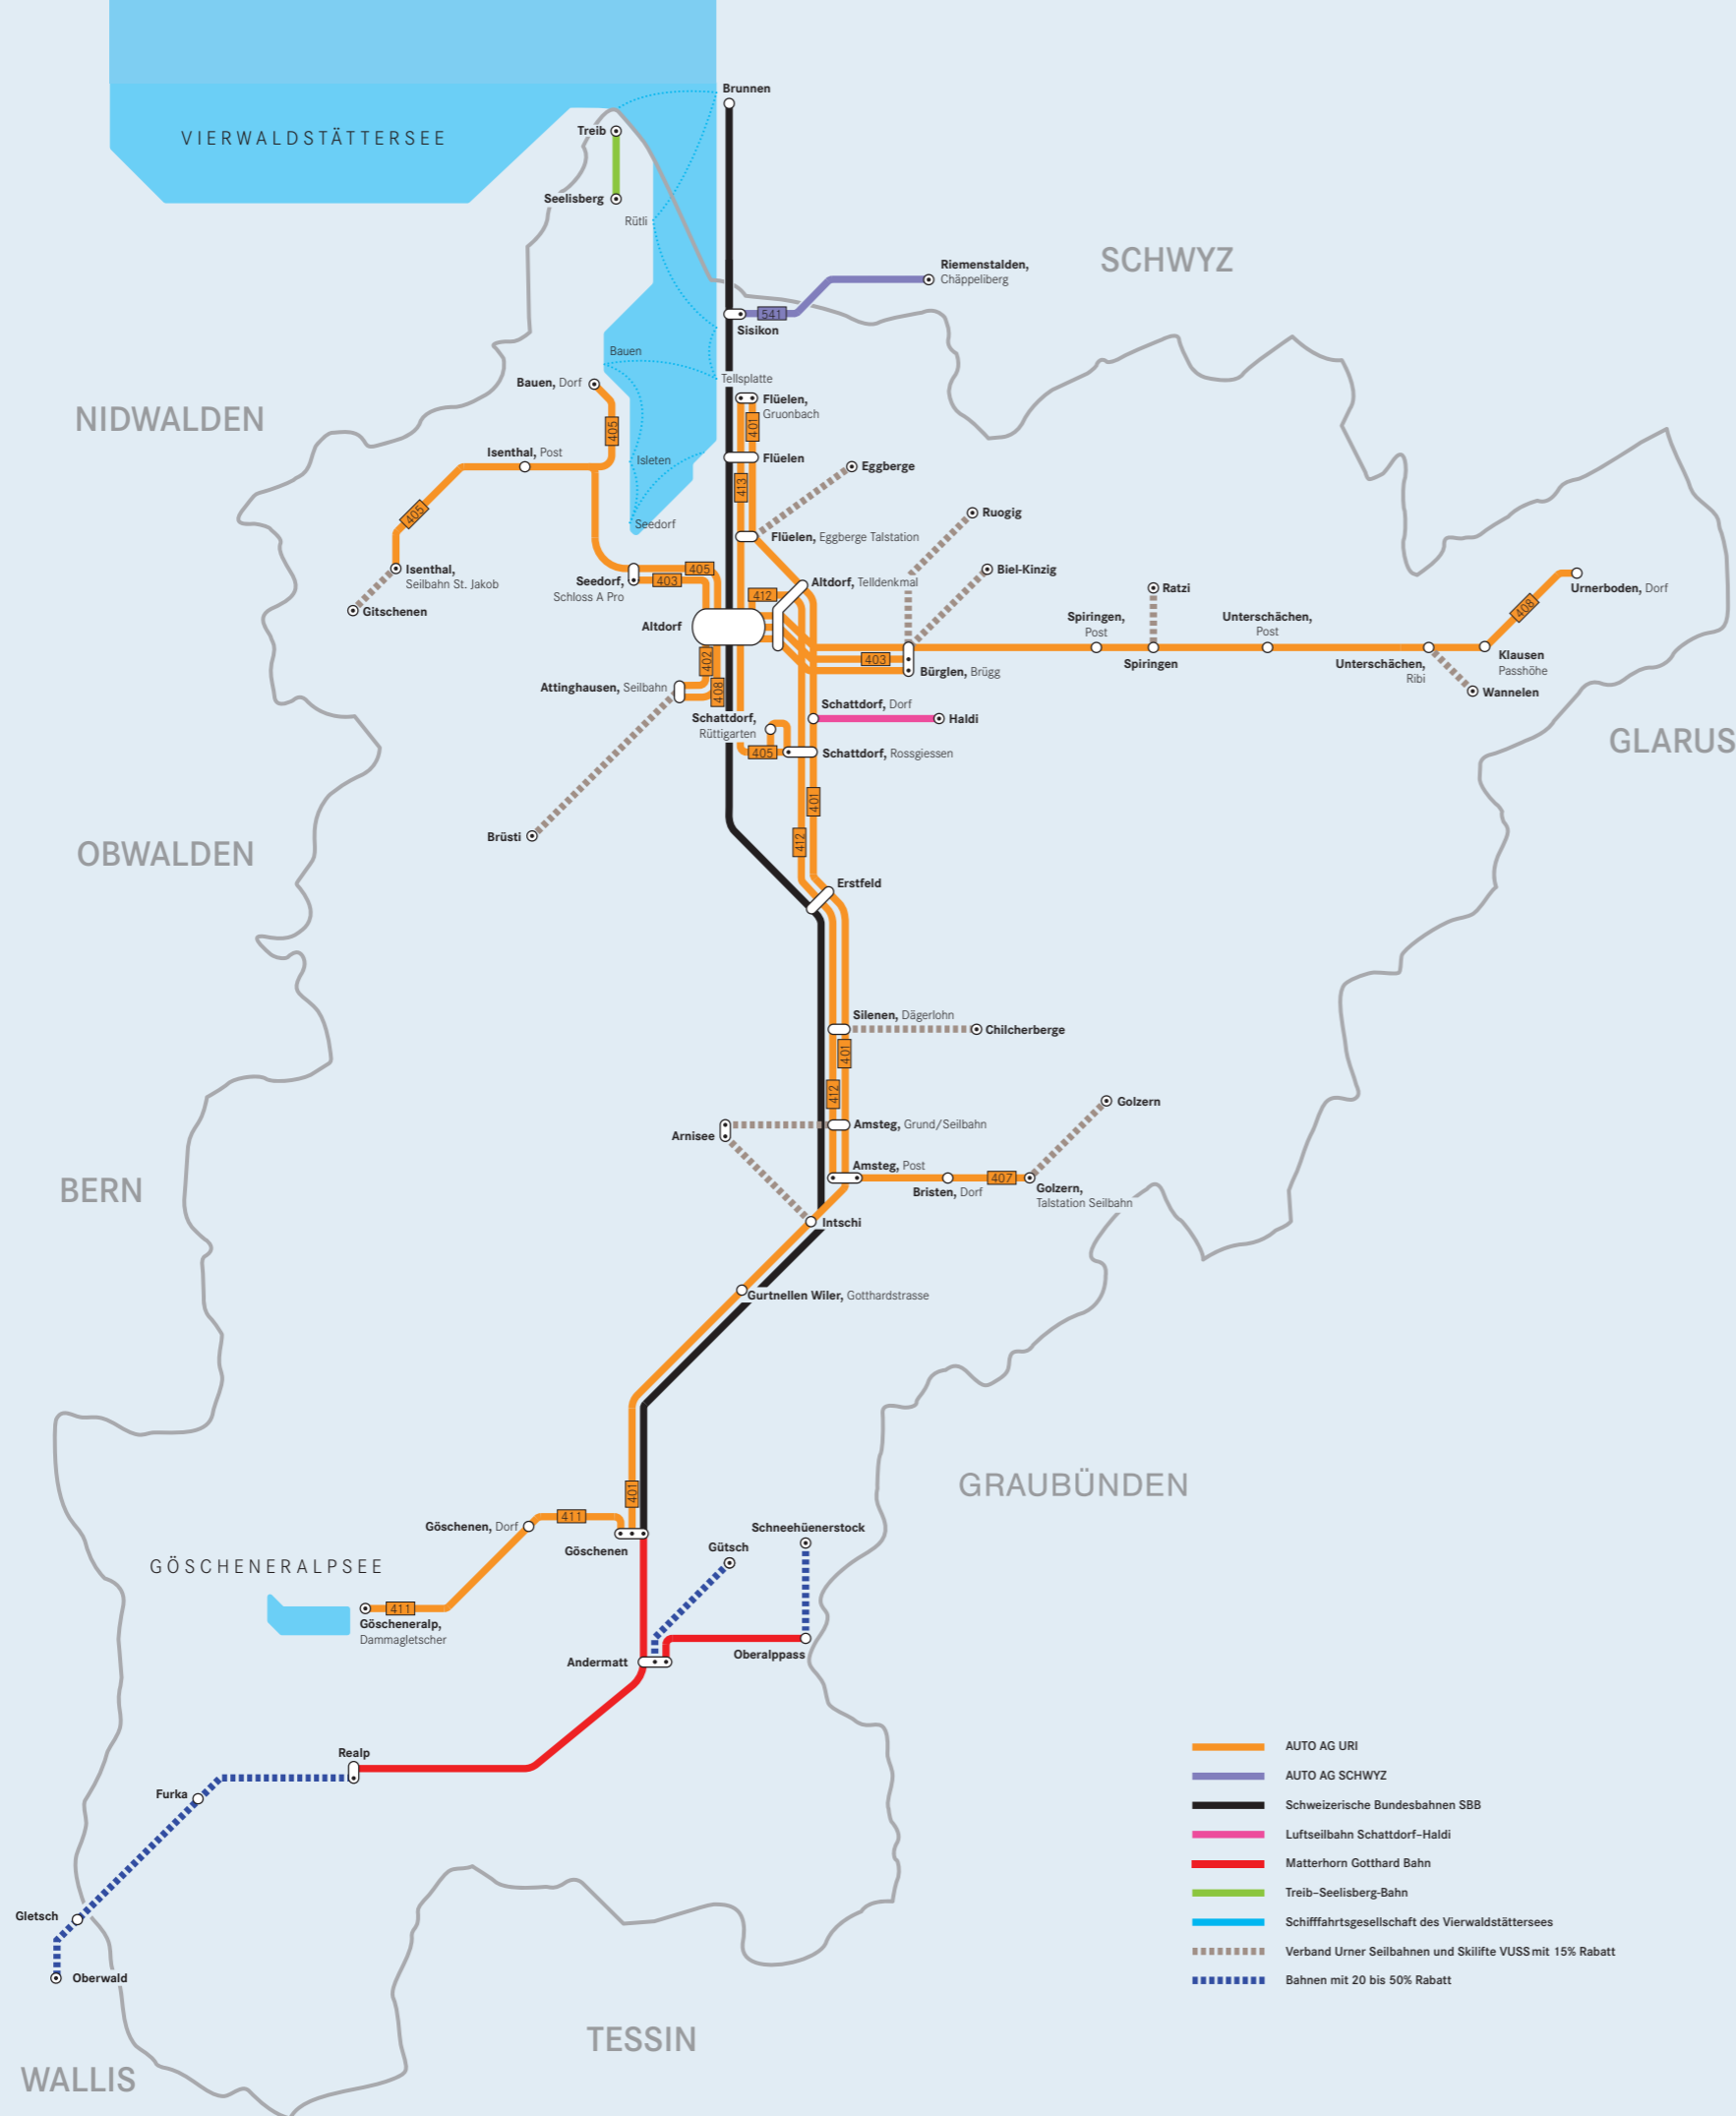 Brunnen
VIERWALDSTÄTTERSEE
Treib
Seelisberg
Rütli
SCHWYZ
Riemenstalden,
Chäppeliberg
541
Sisikon
Bauen
Tellsplatte
Bauen, Dorf
NIDWALDEN
Flüelen,
Gruonbach
405
401
Isenthal, Post
Isleten
Flüelen
Eggberge
413
405
Seedorf
Ruogig
Flüelen, Eggberge Talstation
Isenthal,
Seilbahn St. Jakob
Gitschenen
Seedorf,
Schloss A Pro
405
403
412
Altdorf, Telldenkmal
Biel-Kinzig
Ratzi
Urnerboden, Dorf
408
Altdorf
Spiringen,
Post
Unterschächen,
Post
402
403
Spiringen
Unterschächen,
Ribi
Klausen
Passhöhe
Bürglen, Brügg
Attinghausen, Seilbahn
408
Wannelen
Schattdorf, Dorf
Haldi
Schattdorf,
Rüttigarten
405
Schattdorf, Rossgiessen
GLARUS
401
412
Brüsti
OBWALDEN
Erstfeld
Silenen, Dägerlohn
Chilcherberge
401
412
Golzern
Arnisee
Amsteg, Grund/Seilbahn
Amsteg, Post
407
Bristen, Dorf
Golzern,
Talstation Seilbahn
BERN
Intschi
Gurtnellen Wiler, Gotthardstrasse
GRAUBÜNDEN
401
411
Göschenen, Dorf
Göschenen
Schneehüenerstock
Gütsch
GÖSCHENERALPSEE
411
Göscheneralp,
Dammagletscher
Andermatt
Oberalppass
Realp
Furka
Gletsch
Oberwald
AUTO AG URI
AUTO AG SCHWYZ
Schweizerische Bundesbahnen SBB
Luftseilbahn Schattdorf–Haldi
Matterhorn Gotthard Bahn
Treib–Seelisberg-Bahn
Schifffahrtsgesellschaft des Vierwaldstättersees
Verband Urner Seilbahnen und Skilifte VUSS mit 15% Rabatt
Bahnen mit 20 bis 50% Rabatt
TESSIN
WALLIS